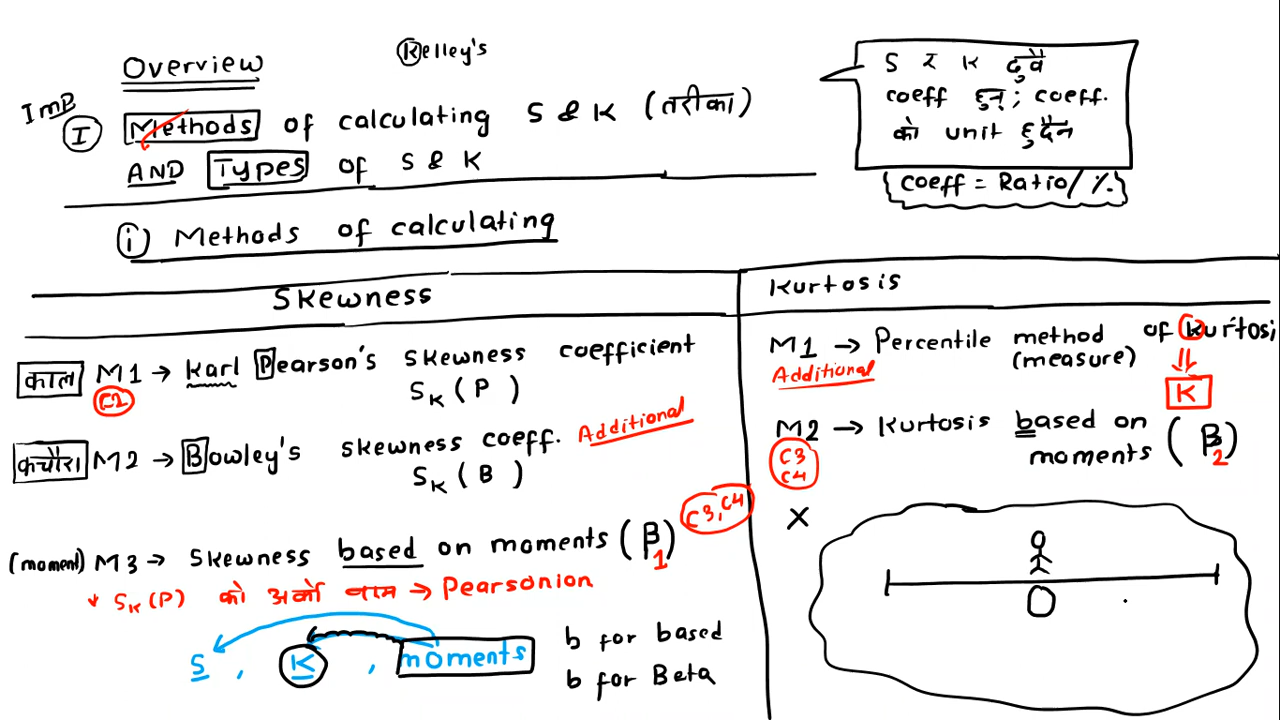 Overview
Kelley's
Imp
I Methods of calculating S & K (तरीका)
AND Types of S & K
S र K दुवै
coeff हुन्; coeff.
को unit हुदैन
coeff = Ratio/%
i) Methods of calculating
Skewness
काल M1 → Karl Pearson's skewness coefficient
C2
SK (P)
कचौरा M2 → Bowley's skewness coeff. Additional
SK (B)
C3, C4
(moment) M3 → Skewness based on moments (β1)
SK (P) को अर्को नाम → Pearsonion
S, K, moments
b for based
b for Beta
Kurtosis
M1 → Percentile method of Kurtosi
(measure)
Additional
K
M2 → Kurtosis based on
moments (β2)
C3
C4
X
0